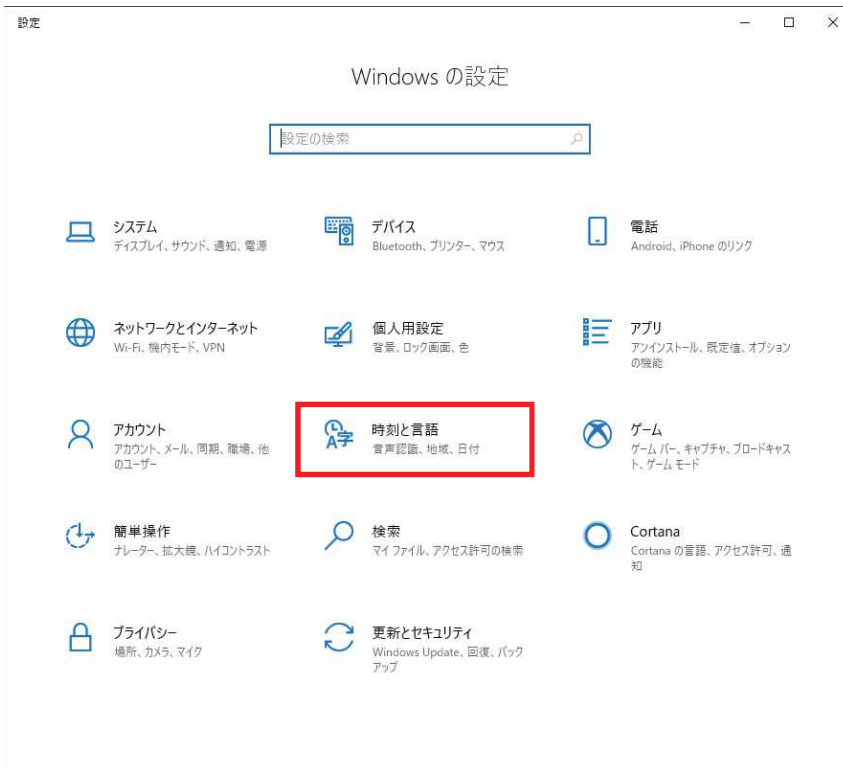 設定
Windows の設定
設定の検索
システム
ディスプレイ、サウンド、通知、電源
デバイス
Bluetooth、プリンター、マウス
電話
Android、iPhone のリンク
ネットワークとインターネット
Wi-Fi、機内モード、VPN
個人用設定
背景、ロック画面、色
アプリ
アンインストール、既定値、オプション
の機能
アカウント
アカウント、メール、同期、職場、他
のユーザー
時刻と言語
音声認識、地域、日付
ゲーム
ゲーム バー、キャプチャ、ブロードキャス
ト、ゲーム モード
簡単操作
ナレーター、拡大鏡、ハイコントラスト
検索
マイ ファイル、アクセス許可の検索
Cortana
Cortana の言語、アクセス許可、通
知
プライバシー
場所、カメラ、マイク
更新とセキュリティ
Windows Update、回復、バック
アップ